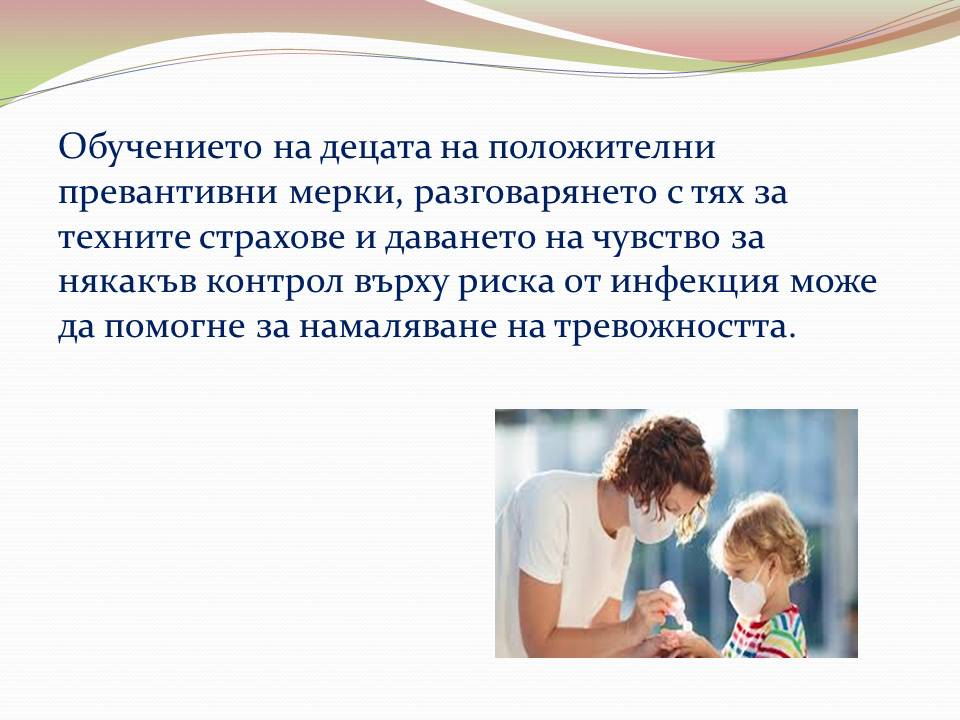 Обучението на децата на положителни
превантивни мерки, разговарянето с тях за
техните страхове и даването на чувство за
някакъв контрол върху риска от инфекция може
да помогне за намаляване на тревожността.